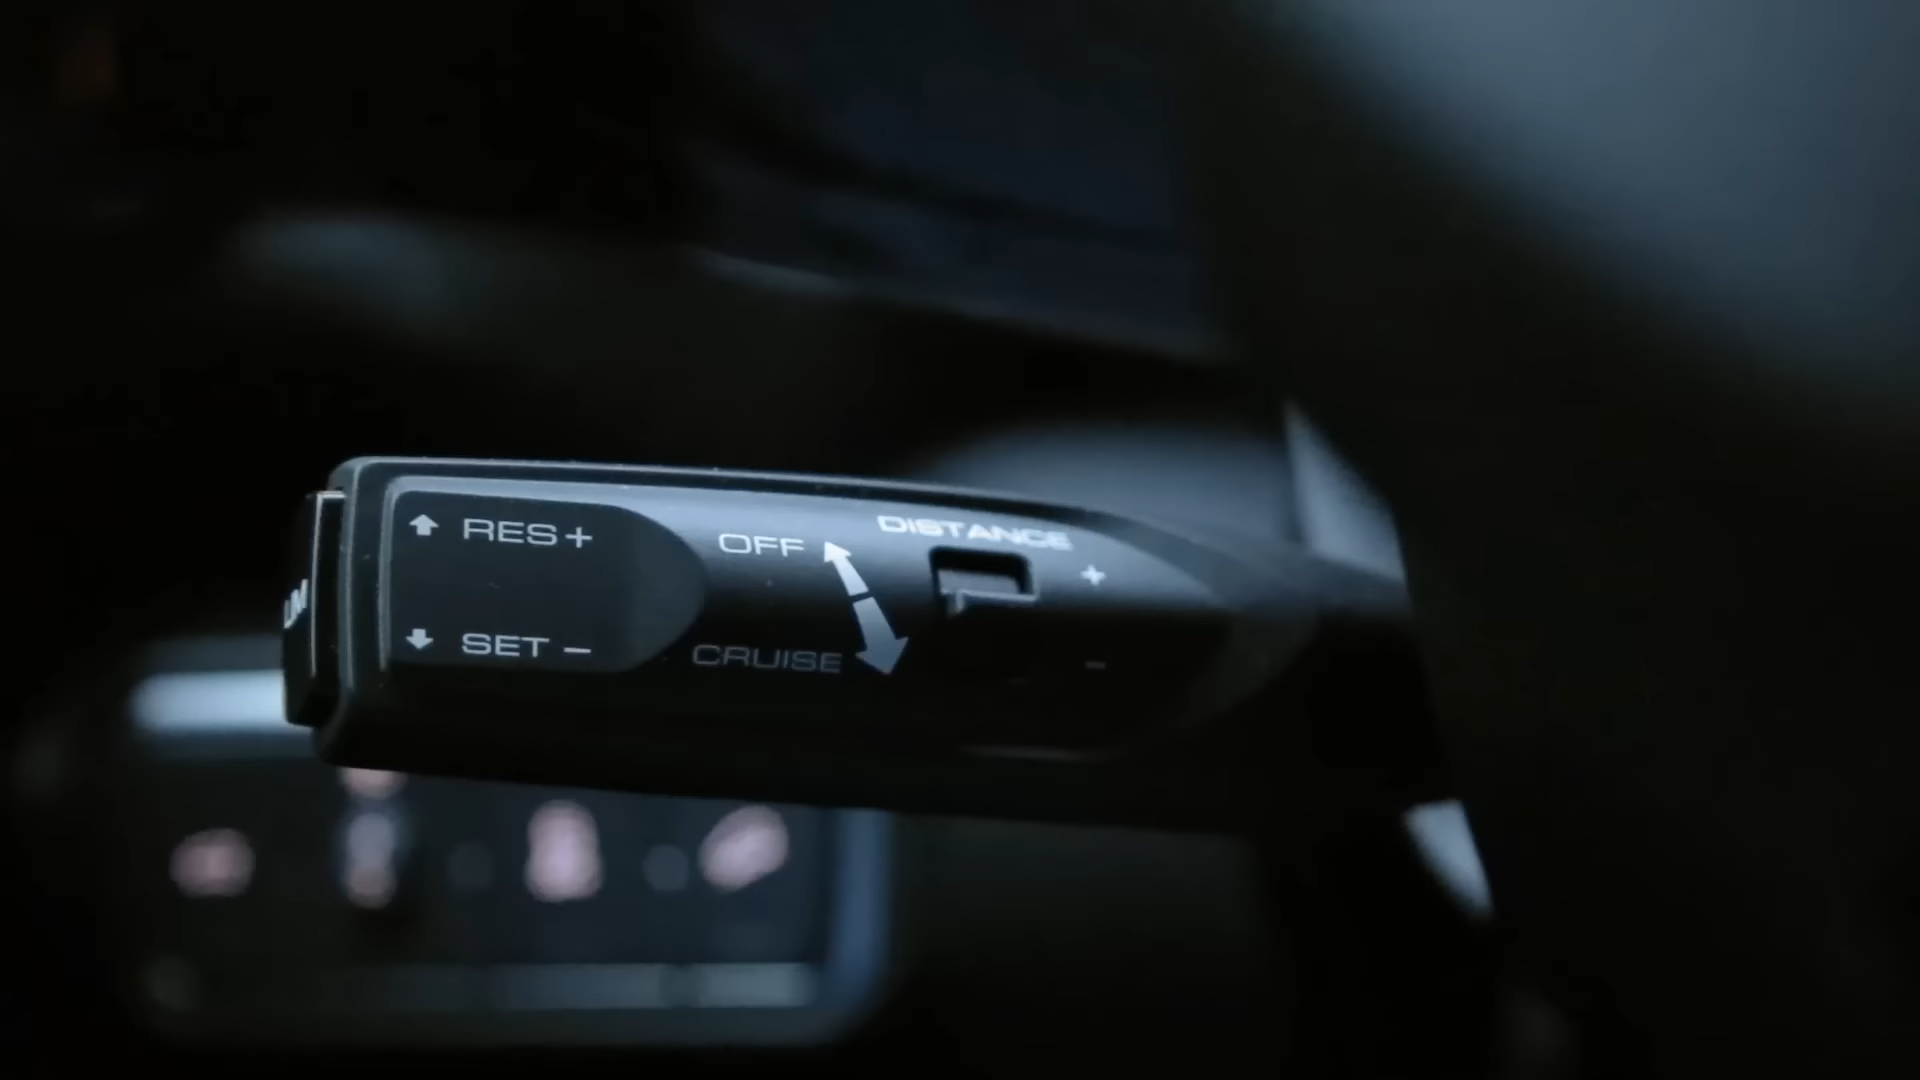 RES+
OFF
DISTANCE
+
SET -
CRUISE
-